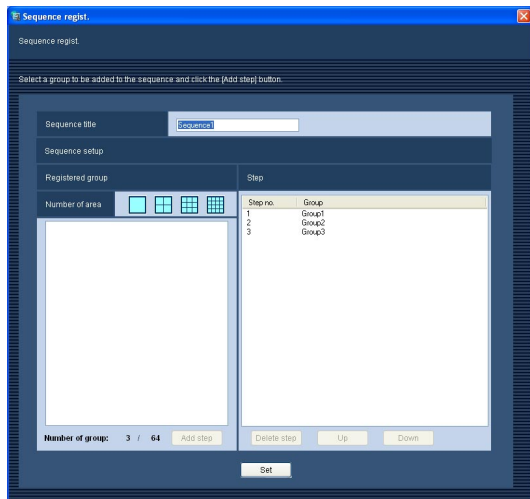 Sequence regist.
Sequence regist.
Select a group to be added to the sequence and click the [Add step] button.
Sequence title
Sequence1
Sequence setup
Registered group
Step
Number of area
Step no. Group
1 Group1
2 Group2
3 Group3
Number of group: 3 / 64 Add step
Delete step Up Down
Set